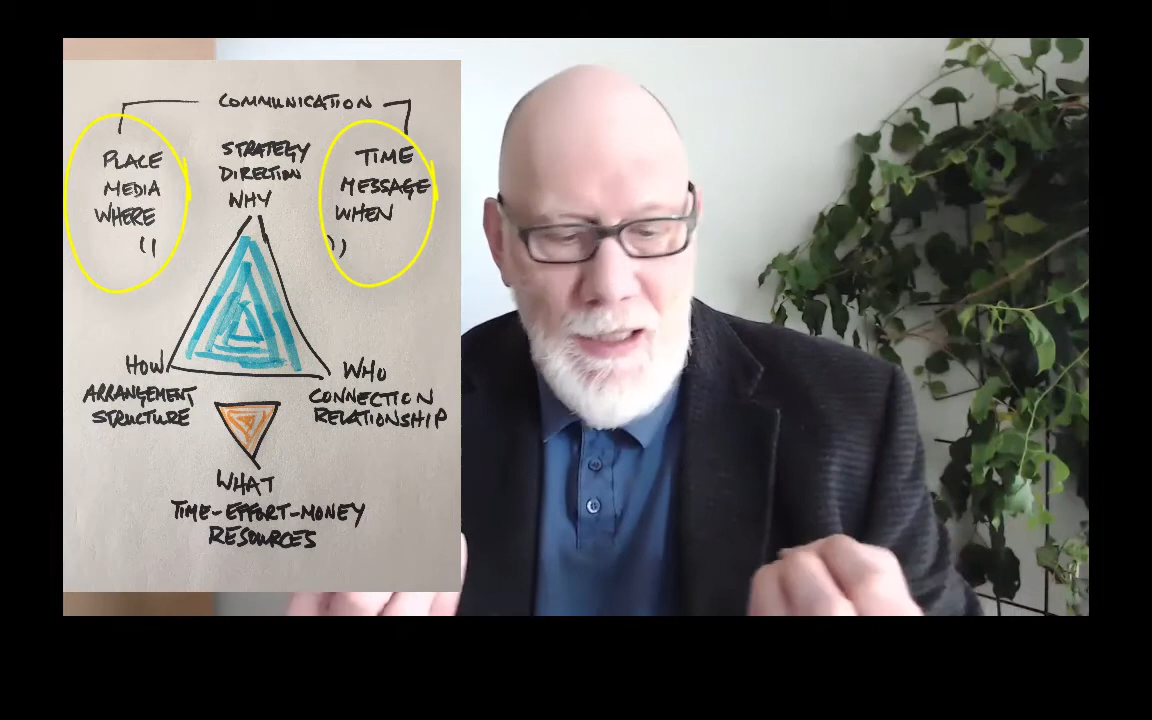 COMMUNICATION
PLACE
MEDIA
WHERE
STRATEGY
DIRECTION
WHY
TIME
MESSAGE
WHEN
HOW
ARRANGEMENT
STRUCTURE
WHO
CONNECTION
RELATIONSHIP
WHAT
TIME-EFFORT-MONEY
RESOURCES